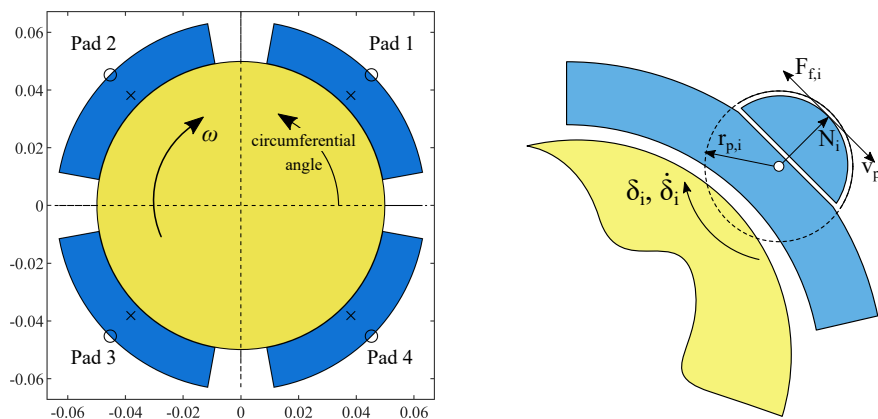 0.06
0.04
0.02
0
-0.02
-0.04
-0.06
-0.06 -0.04 -0.02 0 0.02 0.04 0.06
Pad 2
Pad 1
ω
circumferential
angle
Pad 3
Pad 4
F_f,i
r_p,i
N_i
v_p
δ_i, δ̇_i